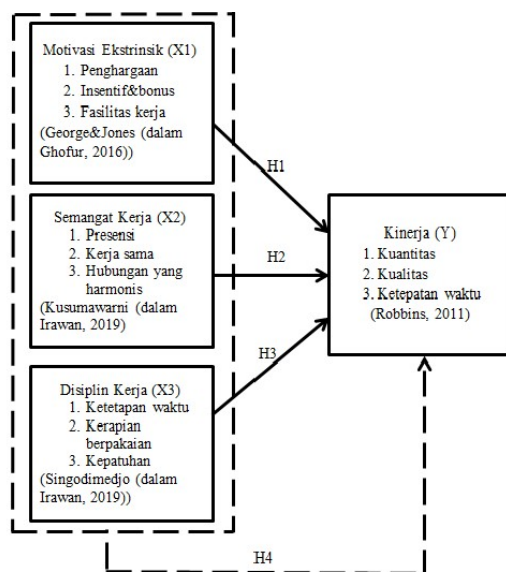 Motivasi Ekstrinsik (X1)
1. Penghargaan
2. Insentif&bonus
3. Fasilitas kerja
(George&Jones (dalam
Ghofur, 2016))
H1
Semangat Kerja (X2)
1. Presensi
2. Kerja sama
3. Hubungan yang
harmonis
(Kusumawarni (dalam
Irawan, 2019)
H2
Kinerja (Y)
1. Kuantitas
2. Kualitas
3. Ketepatan waktu
(Robbins, 2011)
H3
Disiplin Kerja (X3)
1. Ketetapan waktu
2. Kerapian
berpakaian
3. Kepatuhan
(Singodimedjo (dalam
Irawan, 2019))
H4